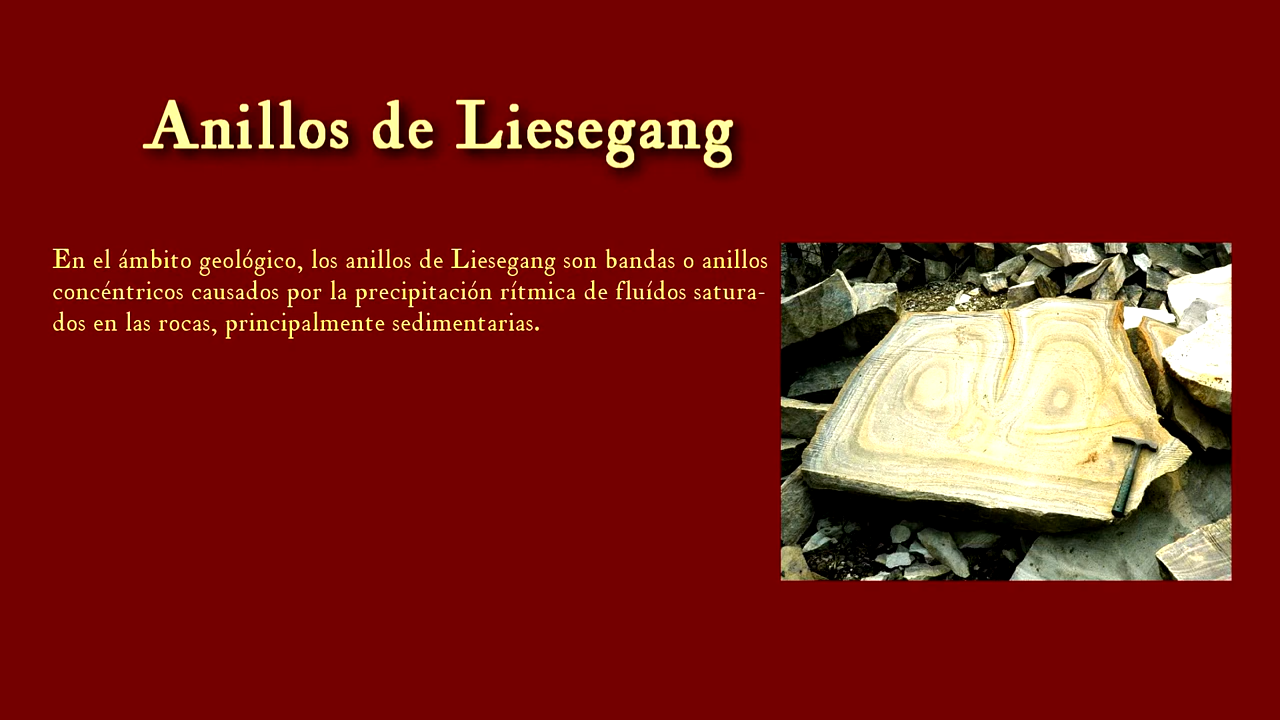 Anillos de Liesegang
En el ámbito geológico, los anillos de Liesegang son bandas o anillos
concéntricos causados por la precipitación rítmica de fluídos satura-
dos en las rocas, principalmente sedimentarias.